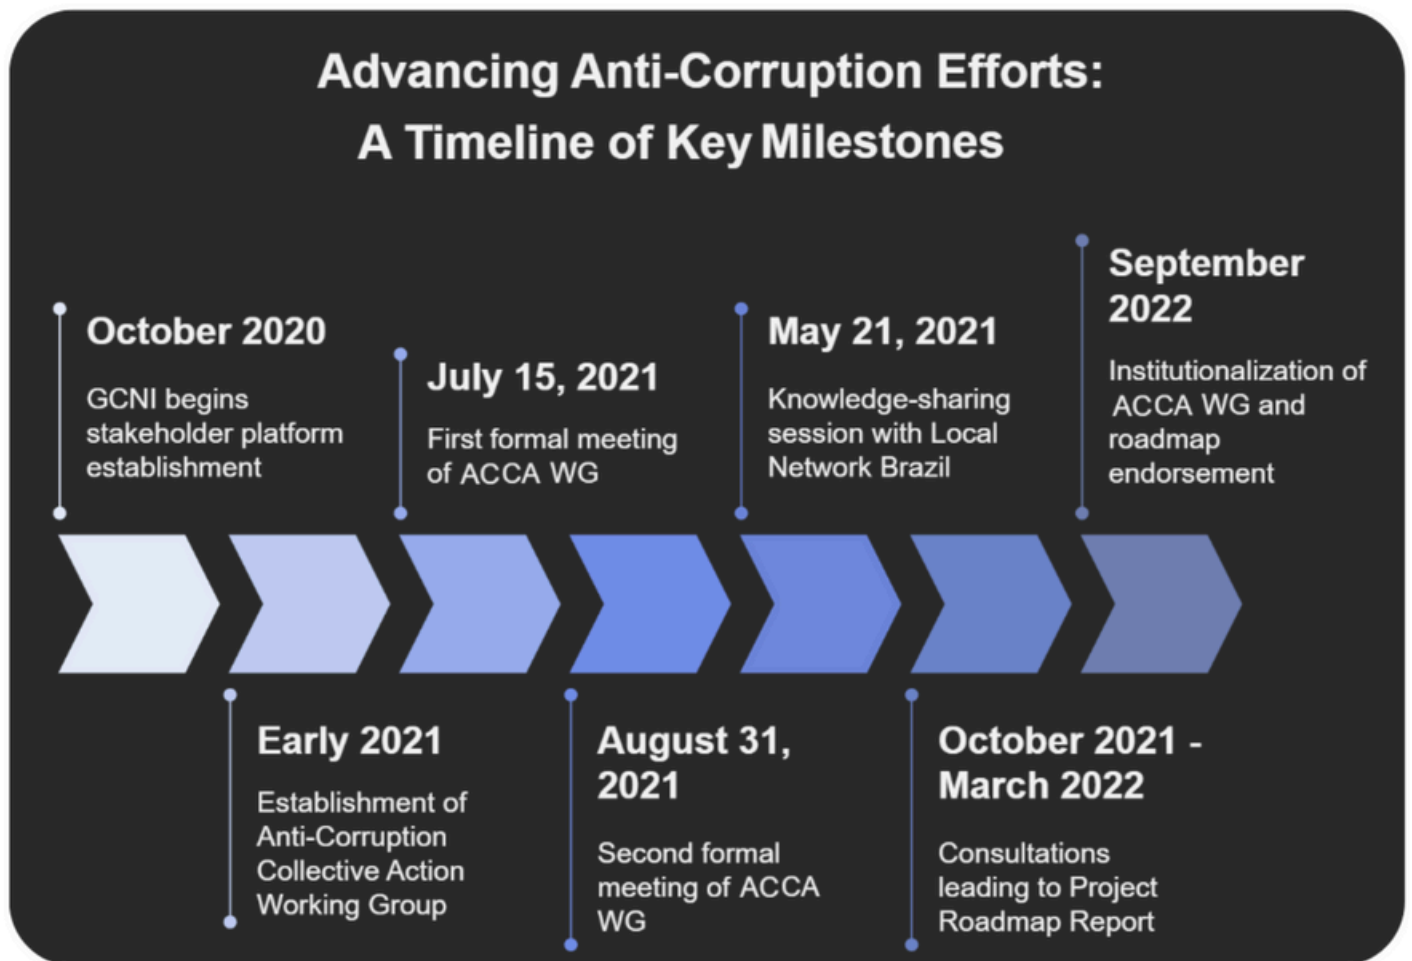 Advancing Anti-Corruption Efforts:
A Timeline of Key Milestones
October 2020
GCNI begins
stakeholder platform
establishment
Early 2021
Establishment of
Anti-Corruption
Collective Action
Working Group
July 15, 2021
First formal meeting
of ACCA WG
August 31,
2021
Second formal
meeting of ACCA
WG
May 21, 2021
Knowledge-sharing
session with Local
Network Brazil
October 2021 -
March 2022
Consultations
leading to Project
Roadmap Report
September
2022
Institutionalization of
ACCA WG and
roadmap
endorsement